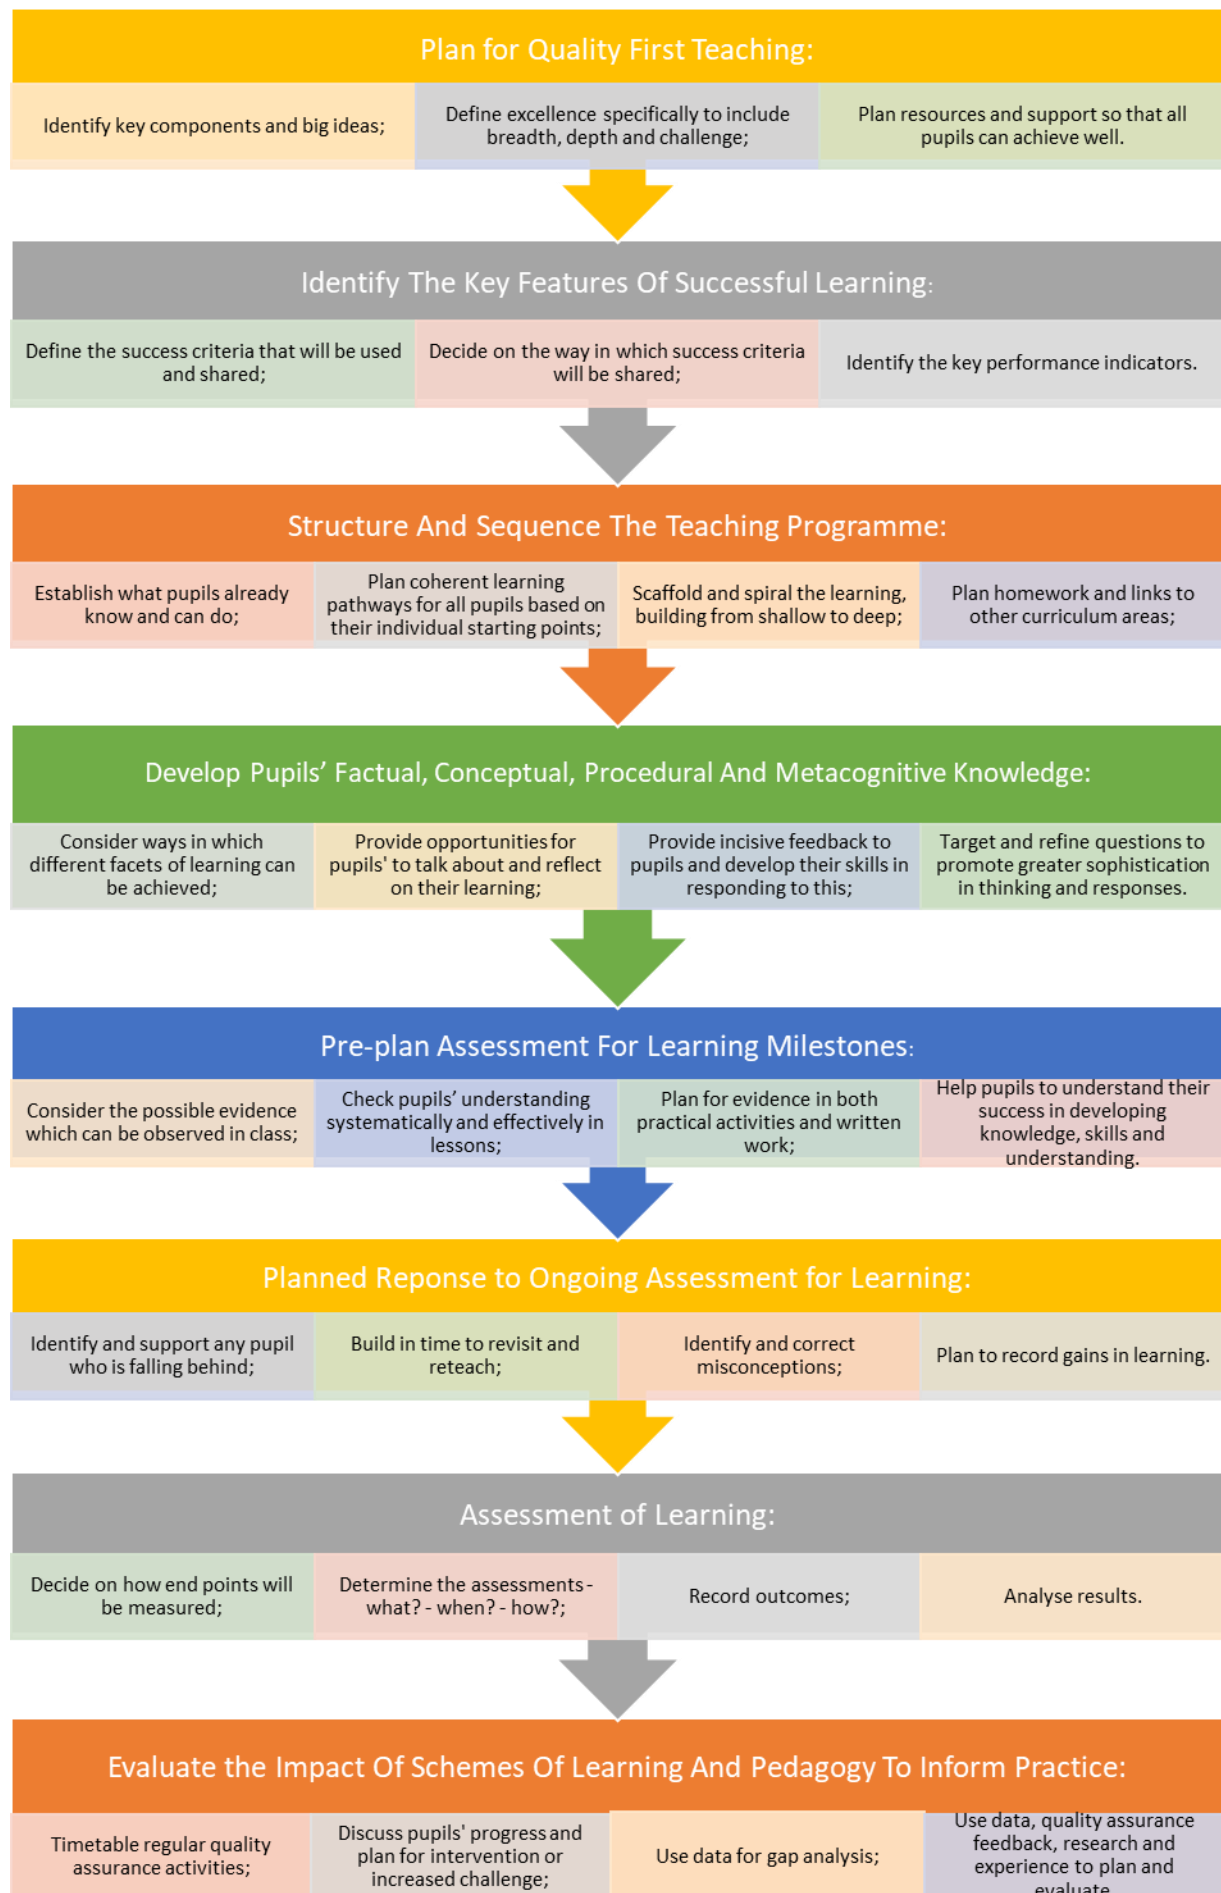 Plan for Quality First Teaching:
Identify key components and big ideas;
Define excellence specifically to include
breadth, depth and challenge;
Plan resources and support so that all
pupils can achieve well.
Identify The Key Features Of Successful Learning:
Define the success criteria that will be used
and shared;
Decide on the way in which success criteria
will be shared;
Identify the key performance indicators.
Structure And Sequence The Teaching Programme:
Establish what pupils already
know and can do;
Plan coherent learning
pathways for all pupils based on
their individual starting points;
Scaffold and spiral the learning,
building from shallow to deep;
Plan homework and links to
other curriculum areas;
Develop Pupils’ Factual, Conceptual, Procedural And Metacognitive Knowledge:
Consider ways in which
different facets of learning can
be achieved;
Provide opportunities for
pupils' to talk about and reflect
on their learning;
Provide incisive feedback to
pupils and develop their skills in
responding to this;
Target and refine questions to
promote greater sophistication
in thinking and responses.
Pre-plan Assessment For Learning Milestones:
Consider the possible evidence
which can be observed in class;
Check pupils’ understanding
systematically and effectively in
lessons;
Plan for evidence in both
practical activities and written
work;
Help pupils to understand their
success in developing
knowledge, skills and
understanding.
Planned Reponse to Ongoing Assessment for Learning:
Identify and support any pupil
who is falling behind;
Build in time to revisit and
reteach;
Identify and correct
misconceptions;
Plan to record gains in learning.
Assessment of Learning:
Decide on how end points will
be measured;
Determine the assessments -
what? - when? - how?;
Record outcomes;
Analyse results.
Evaluate the Impact Of Schemes Of Learning And Pedagogy To Inform Practice:
Timetable regular quality
assurance activities;
Discuss pupils' progress and
plan for intervention or
increased challenge;
Use data for gap analysis;
Use data, quality assurance
feedback, research and
experience to plan and
evaluate